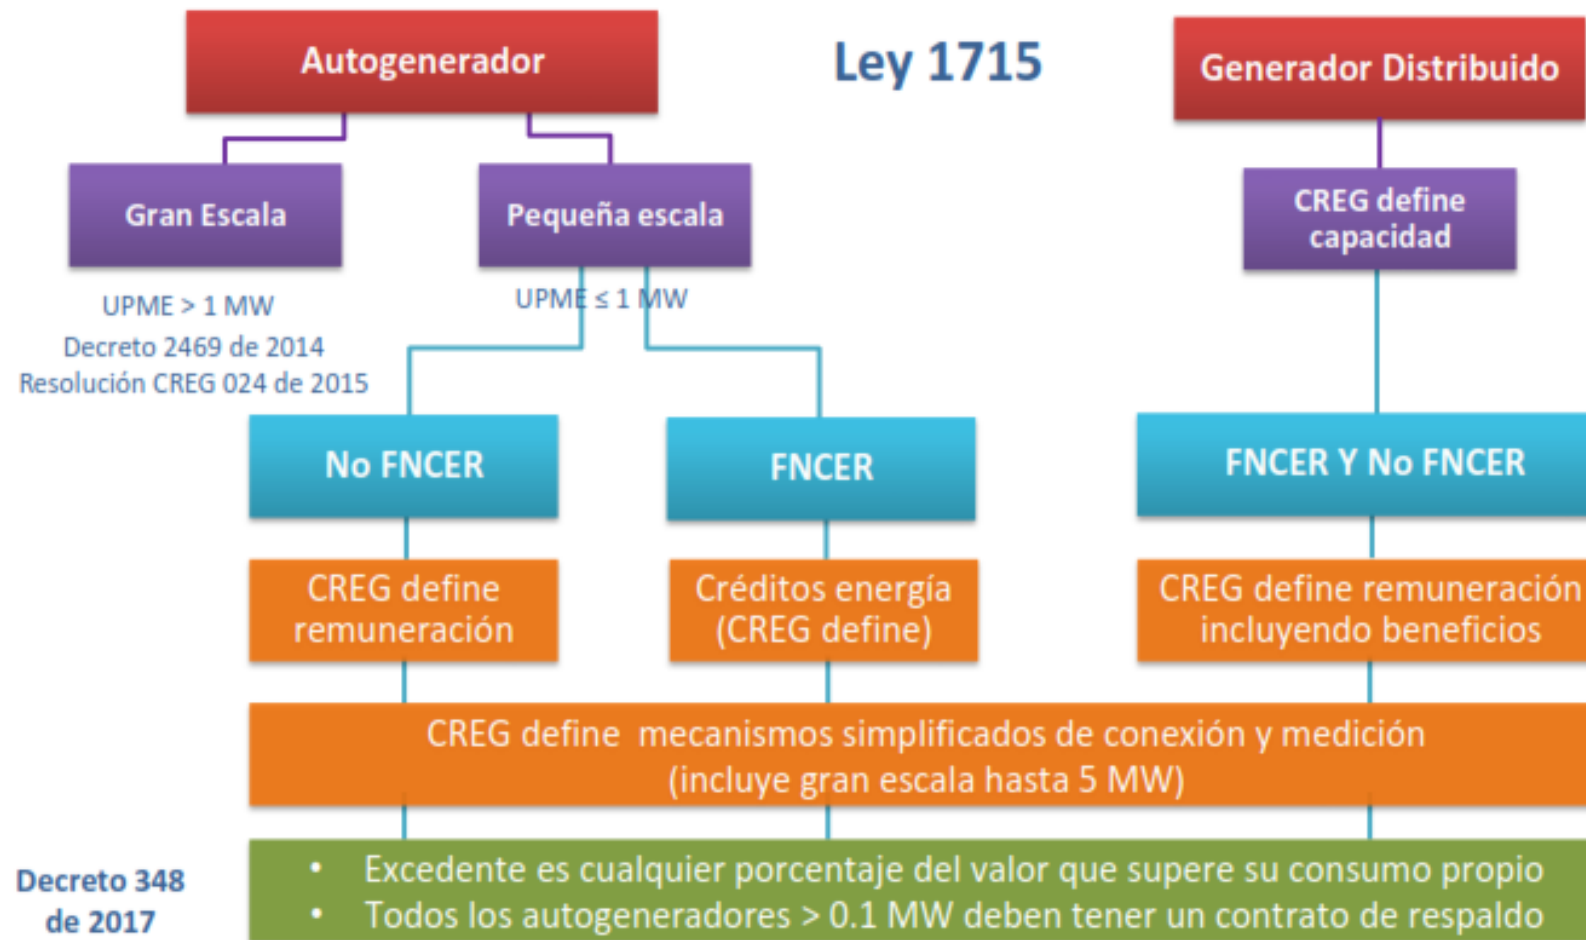 Autogenerador
Ley 1715
Generador Distribuido
Gran Escala
Pequeña escala
CREG define
capacidad
UPME > 1 MW
Decreto 2469 de 2014
Resolución CREG 024 de 2015
UPME ≤ 1 MW
No FNCER
FNCER
FNCER Y No FNCER
CREG define
remuneración
Créditos energía
(CREG define)
CREG define remuneración
incluyendo beneficios
CREG define mecanismos simplificados de conexión y medición
(incluye gran escala hasta 5 MW)
Decreto 348
de 2017
• Excedente es cualquier porcentaje del valor que supere su consumo propio
• Todos los autogeneradores > 0.1 MW deben tener un contrato de respaldo